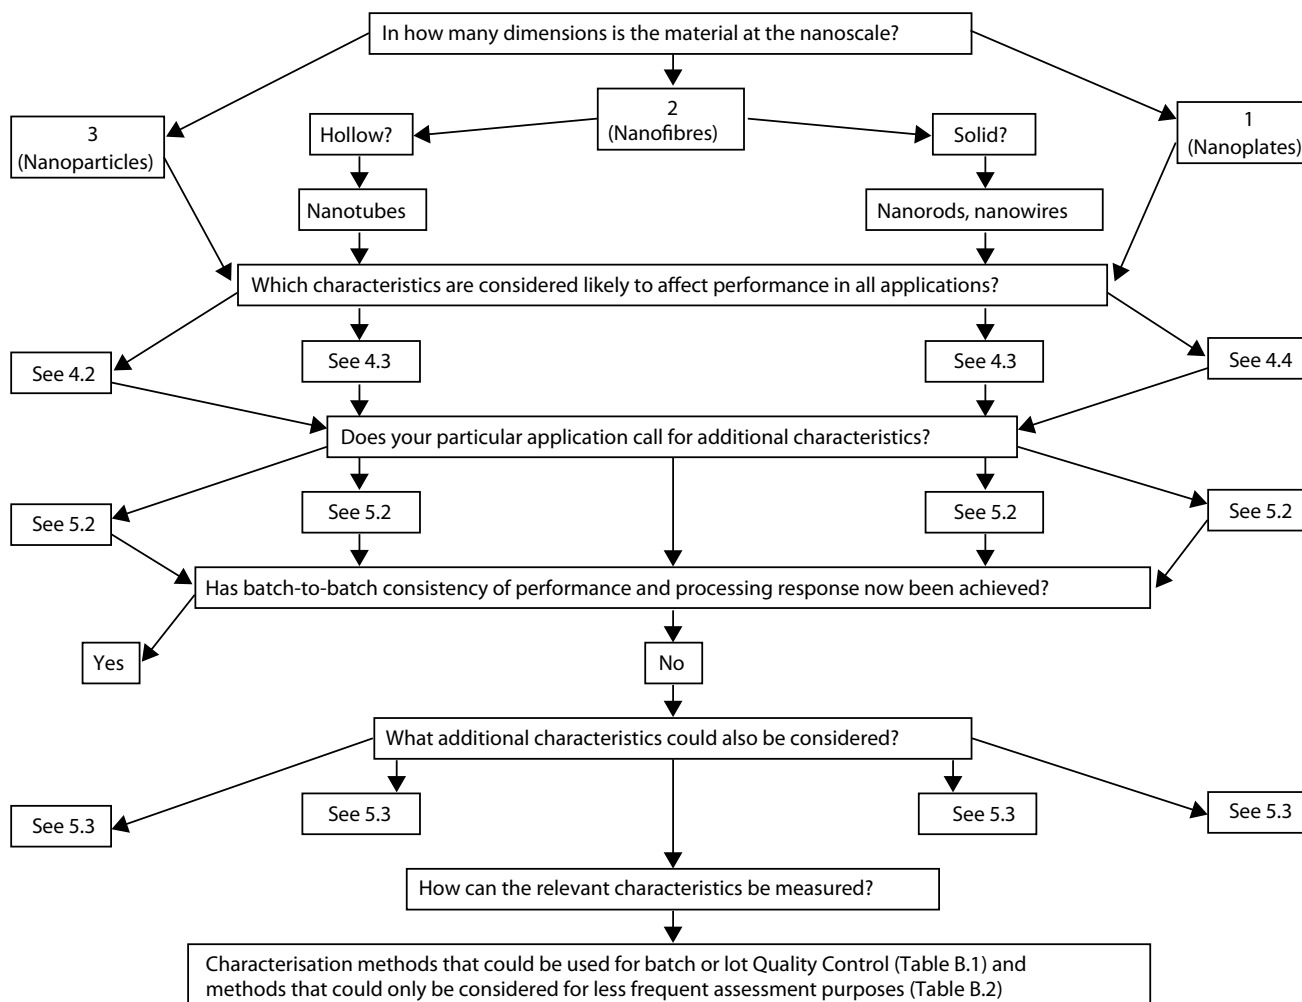 In how many dimensions is the material at the nanoscale?
3
(Nanoparticles)
Hollow?
2
(Nanofibres)
Solid?
1
(Nanoplates)
Nanotubes
Nanorods, nanowires
Which characteristics are considered likely to affect performance in all applications?
See 4.2
See 4.3
See 4.3
See 4.4
Does your particular application call for additional characteristics?
See 5.2
See 5.2
See 5.2
See 5.2
Has batch-to-batch consistency of performance and processing response now been achieved?
Yes
No
What additional characteristics could also be considered?
See 5.3
See 5.3
See 5.3
See 5.3
How can the relevant characteristics be measured?
Characterisation methods that could be used for batch or lot Quality Control (Table B.1) and
methods that could only be considered for less frequent assessment purposes (Table B.2)